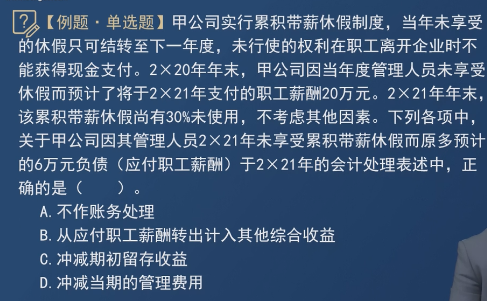 【例题·单选题】甲公司实行累积带薪休假制度，当年未享受
的休假只可结转至下一年度，未行使的权利在职工离开企业时不
能获得现金支付。2×20年年末，甲公司因当年度管理人员未享受
休假而预计了将于2×21年支付的职工薪酬20万元。2×21年年末，
该累积带薪休假尚有30%未使用，不考虑其他因素。下列各项中，
关于甲公司因其管理人员2×21年未享受累积带薪休假而原多预计
的6万元负债（应付职工薪酬）于2×21年的会计处理表述中，正
确的是（　　）。
A. 不作账务处理
B. 从应付职工薪酬转出计入其他综合收益
C. 冲减期初留存收益
D. 冲减当期的管理费用